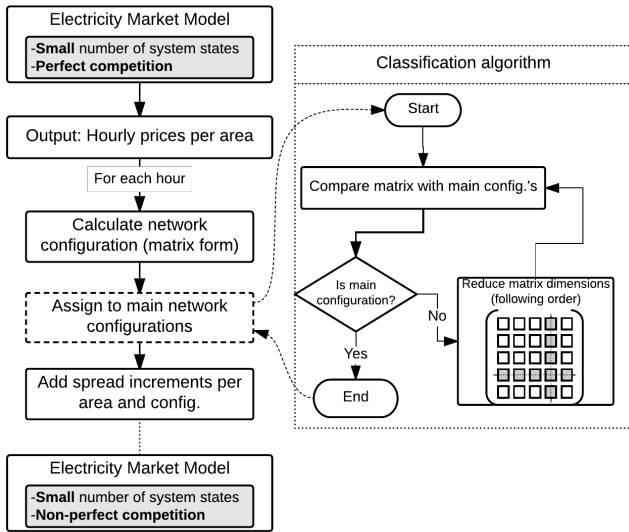 Electricity Market Model
-Small number of system states
-Perfect competition
Output: Hourly prices per area
For each hour
Calculate network
configuration (matrix form)
Assign to main network
configurations
Add spread increments per
area and config.
Electricity Market Model
-Small number of system states
-Non-perfect competition
Classification algorithm
Start
Compare matrix with main config.'s
Is main
configuration?
No
Yes
End
Reduce matrix dimensions
(following order)